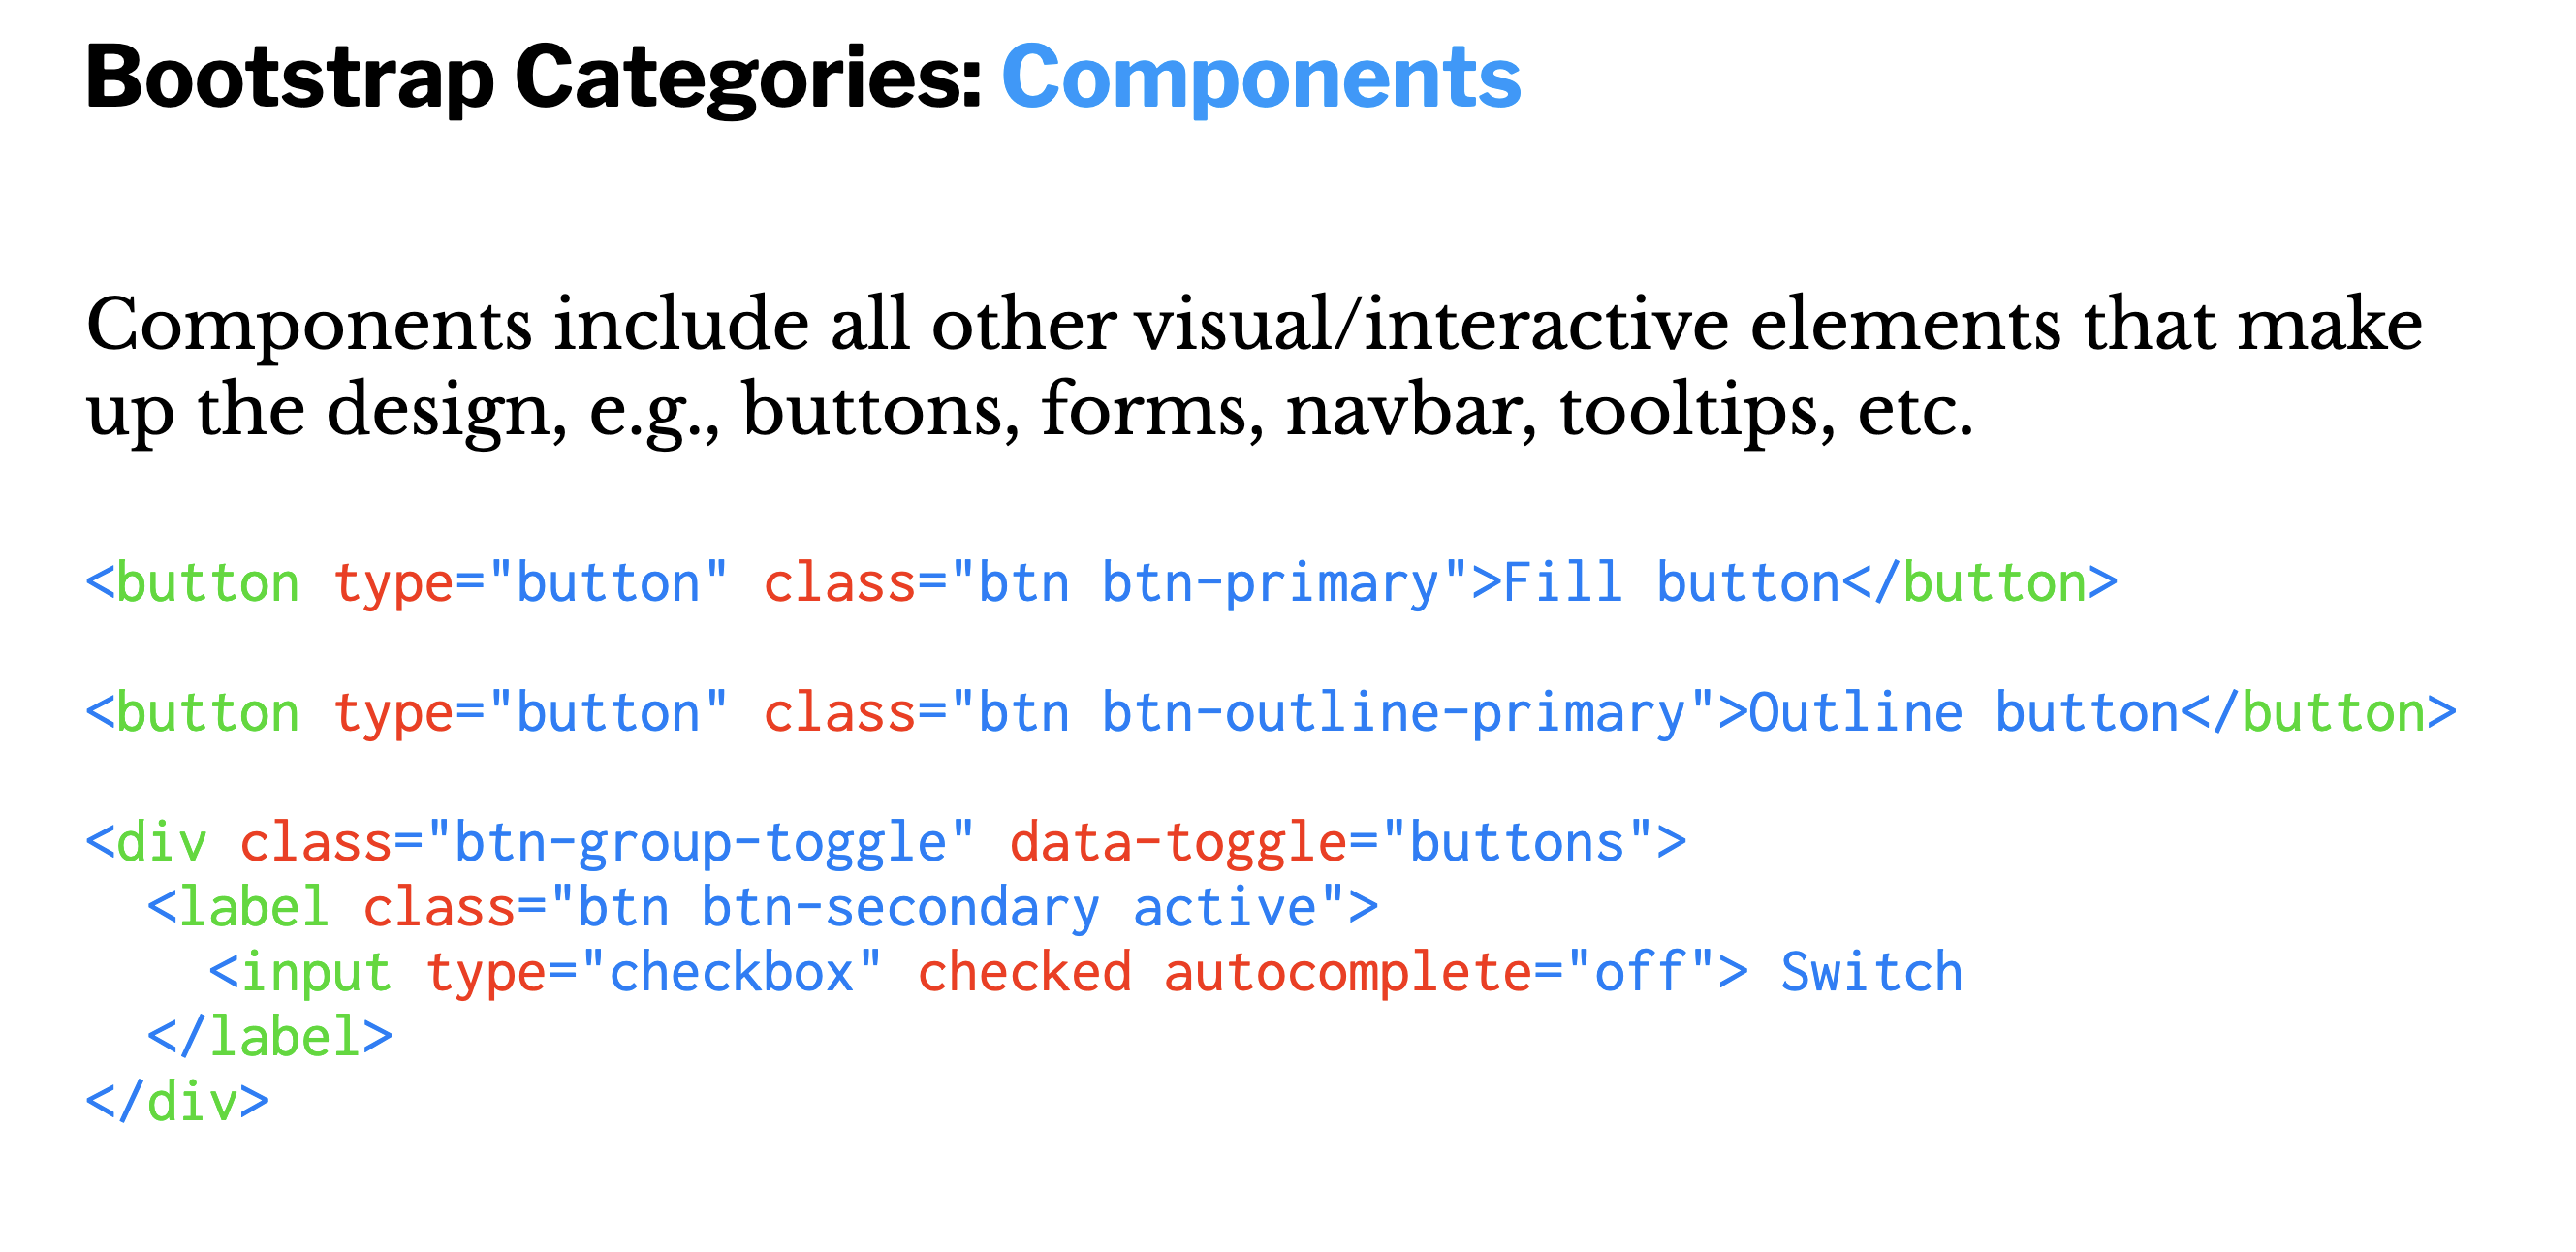 Bootstrap Categories: Components
Components include all other visual/interactive elements that make
up the design, e.g., buttons, forms, navbar, tooltips, etc.
<button type="button" class="btn btn-primary">Fill button</button>
<button type="button" class="btn btn-outline-primary">Outline button</button>
<div class="btn-group-toggle" data-toggle="buttons">
  <label class="btn btn-secondary active">
    <input type="checkbox" checked autocomplete="off"> Switch
  </label>
</div>